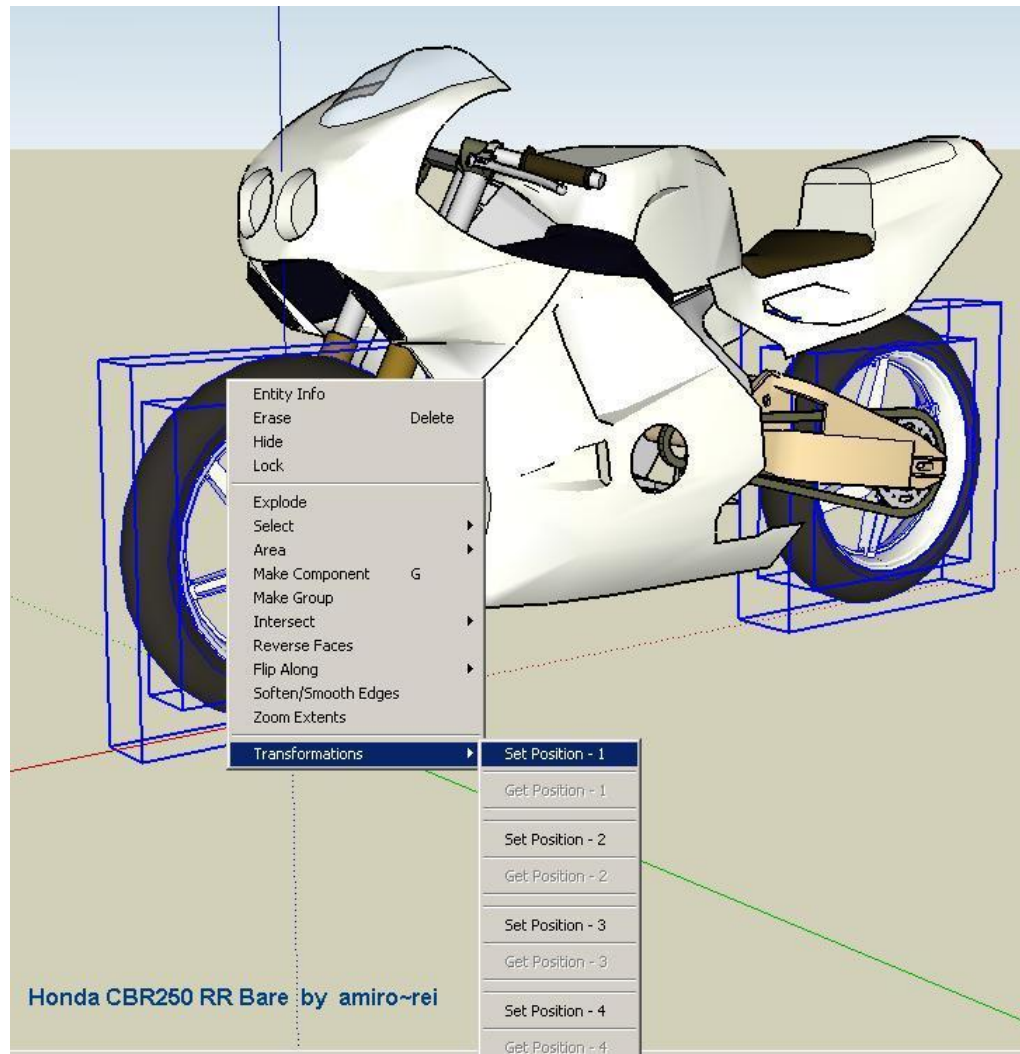 Entity Info
Erase Delete
Hide
Lock
Explode
Select
Area
Make Component G
Make Group
Intersect
Reverse Faces
Flip Along
Soften/Smooth Edges
Zoom Extents
Transformations
Set Position - 1
Get Position - 1
Set Position - 2
Get Position - 2
Set Position - 3
Get Position - 3
Set Position - 4
Get Position - 4
Honda CBR250 RR Bare by amiro~rei